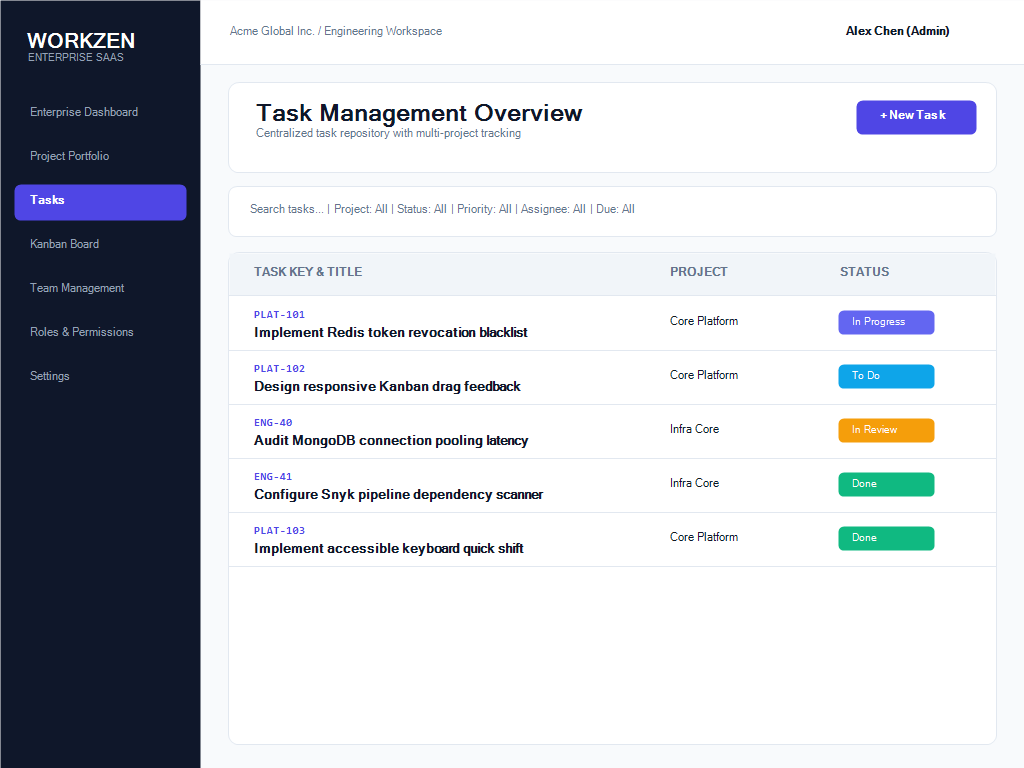 WORKZEN
ENTERPRISE SAAS
Enterprise Dashboard
Project Portfolio
Tasks
Kanban Board
Team Management
Roles & Permissions
Settings
Acme Global Inc. / Engineering Workspace
Alex Chen (Admin)
Task Management Overview
Centralized task repository with multi-project tracking
+ New Task
Search tasks... | Project: All | Status: All | Priority: All | Assignee: All | Due: All
TASK KEY & TITLE PROJECT STATUS
PLAT-101
Implement Redis token revocation blacklist
Core Platform
In Progress
PLAT-102
Design responsive Kanban drag feedback
Core Platform
To Do
ENG-40
Audit MongoDB connection pooling latency
Infra Core
In Review
ENG-41
Configure Snyk pipeline dependency scanner
Infra Core
Done
PLAT-103
Implement accessible keyboard quick shift
Core Platform
Done